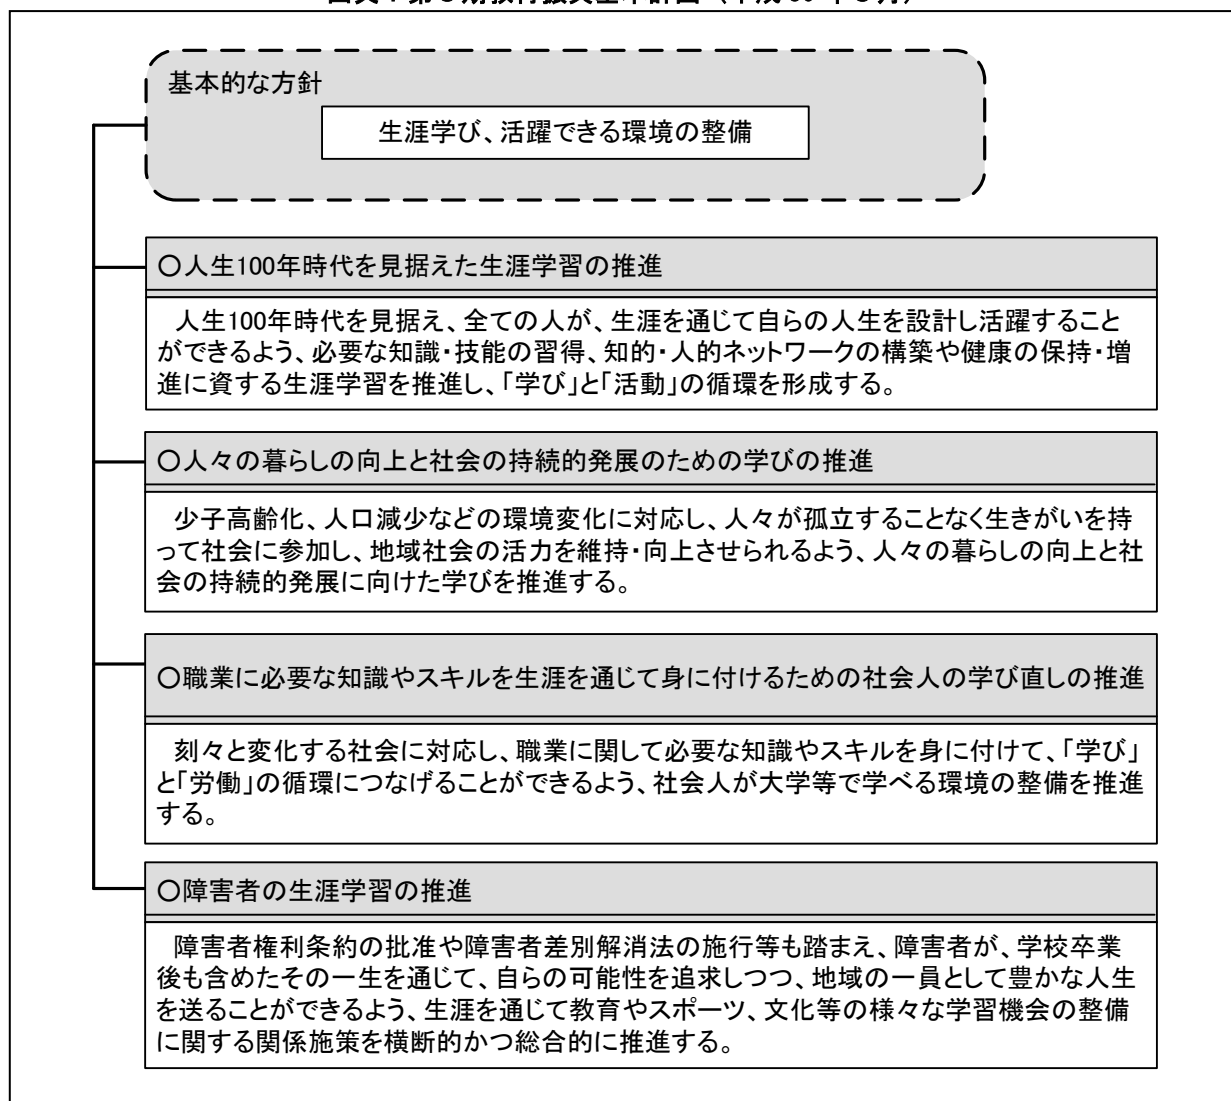 基本的な方針
生涯学び、活躍できる環境の整備
〇人生100年時代を見据えた生涯学習の推進
人生100年時代を見据え、全ての人が、生涯を通じて自らの人生を設計し活躍すること
ができるよう、必要な知識・技能の習得、知的・人的ネットワークの構築や健康の保持・増
進に資する生涯学習を推進し、「学び」と「活動」の循環を形成する。
〇人々の暮らしの向上と社会の持続的発展のための学びの推進
少子高齢化、人口減少などの環境変化に対応し、人々が孤立することなく生きがいを持
って社会に参加し、地域社会の活力を維持・向上させられるよう、人々の暮らしの向上と社
会の持続的発展に向けた学びを推進する。
〇職業に必要な知識やスキルを生涯を通じて身に付けるための社会人の学び直しの推進
刻々と変化する社会に対応し、職業に関して必要な知識やスキルを身に付けて、「学び」
と「労働」の循環につなげることができるよう、社会人が大学等で学べる環境の整備を推進
する。
〇障害者の生涯学習の推進
障害者権利条約の批准や障害者差別解消法の施行等も踏まえ、障害者が、学校卒業
後も含めたその一生を通じて、自らの可能性を追求しつつ、地域の一員として豊かな人生
を送ることができるよう、生涯を通じて教育やスポーツ、文化等の様々な学習機会の整備
に関する関係施策を横断的かつ総合的に推進する。